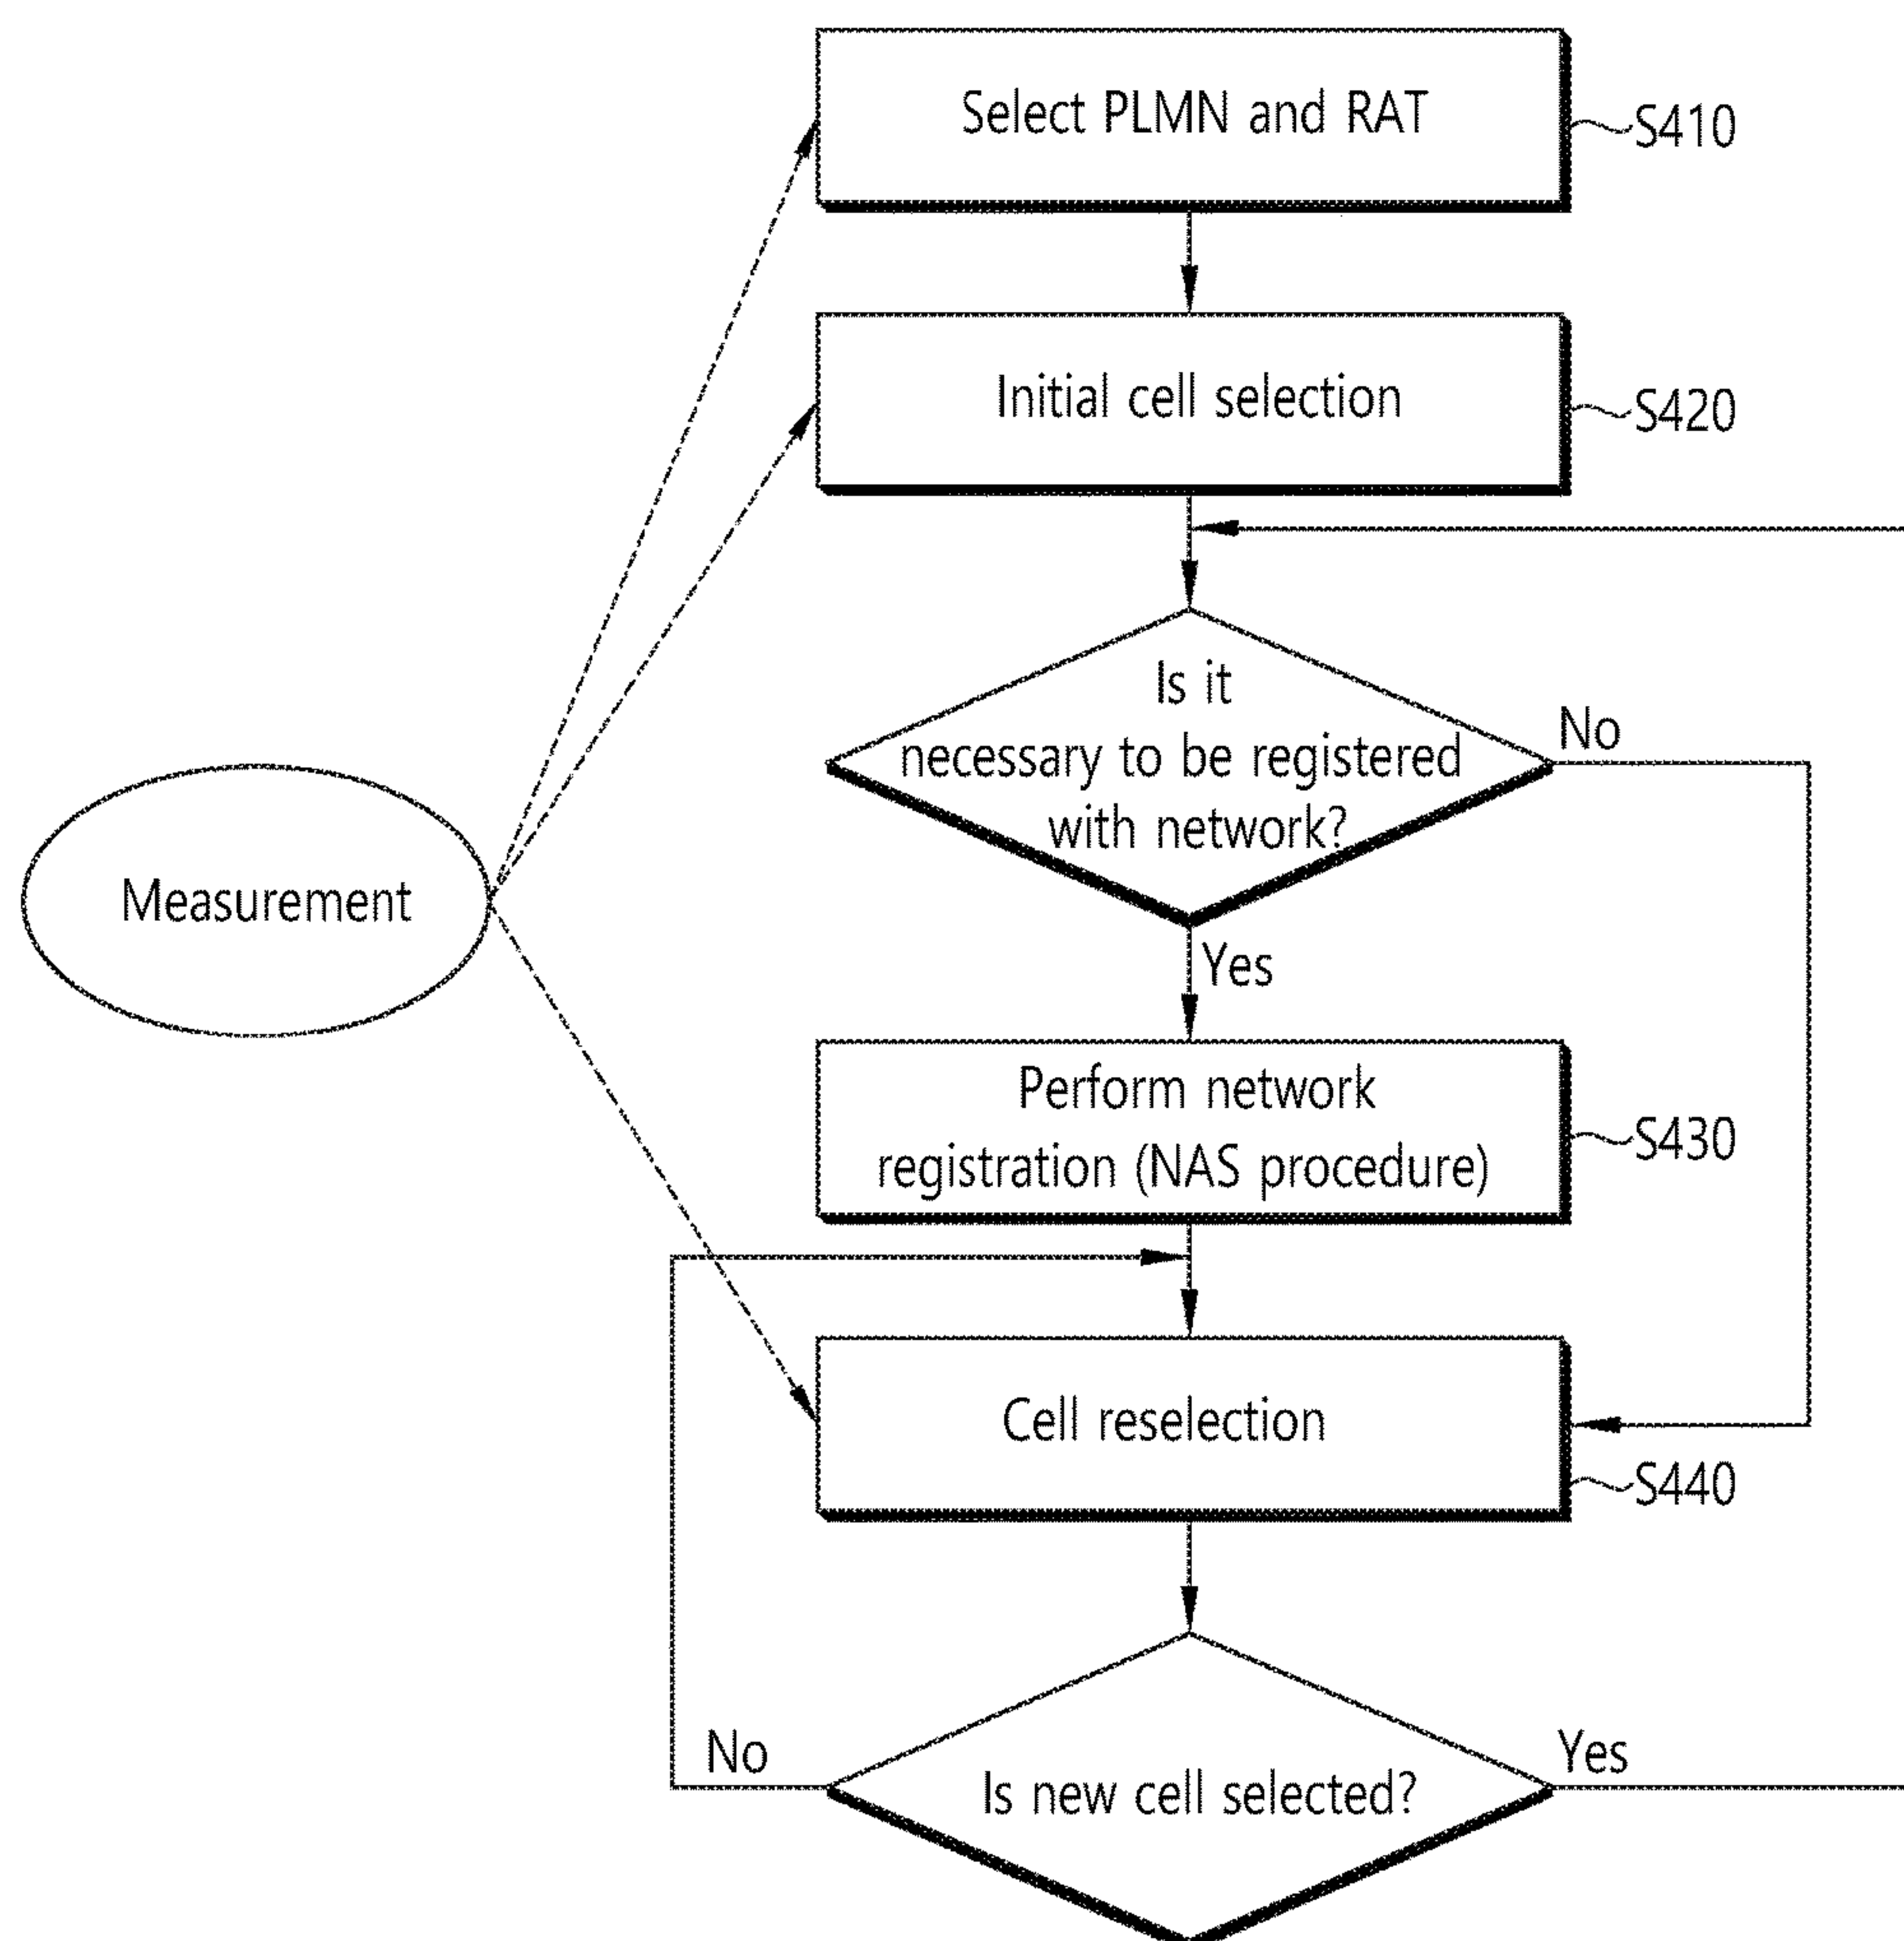 Select PLMN and RAT
S410
Initial cell selection
S420
Is it
necessary to be registered
with network?
No
Yes
Measurement
Perform network
registration (NAS procedure)
S430
Cell reselection
S440
No
Is new cell selected?
Yes